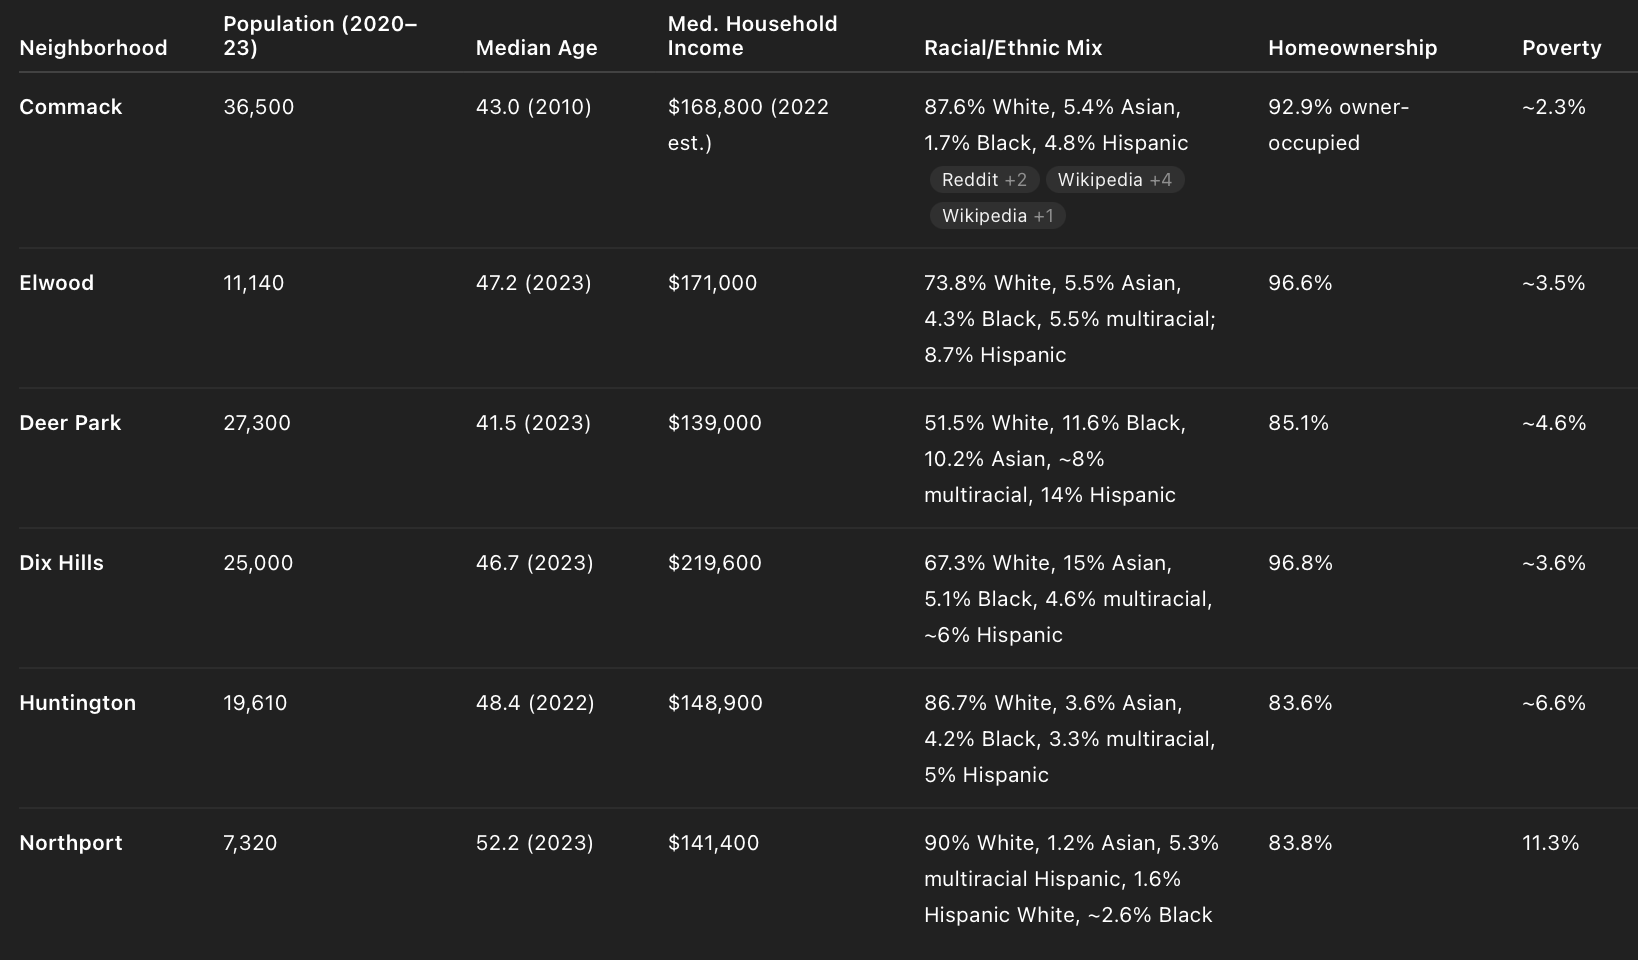 Neighborhood
Population (2020–
23)
Median Age
Med. Household
Income
Racial/Ethnic Mix
Homeownership
Poverty
Commack
36,500
43.0 (2010)
$168,800 (2022
est.)
87.6% White, 5.4% Asian,
1.7% Black, 4.8% Hispanic
Reddit +2 Wikipedia +4
Wikipedia +1
92.9% owner-
occupied
~2.3%
Elwood
11,140
47.2 (2023)
$171,000
73.8% White, 5.5% Asian,
4.3% Black, 5.5% multiracial;
8.7% Hispanic
96.6%
~3.5%
Deer Park
27,300
41.5 (2023)
$139,000
51.5% White, 11.6% Black,
10.2% Asian, ~8%
multiracial, 14% Hispanic
85.1%
~4.6%
Dix Hills
25,000
46.7 (2023)
$219,600
67.3% White, 15% Asian,
5.1% Black, 4.6% multiracial,
~6% Hispanic
96.8%
~3.6%
Huntington
19,610
48.4 (2022)
$148,900
86.7% White, 3.6% Asian,
4.2% Black, 3.3% multiracial,
5% Hispanic
83.6%
~6.6%
Northport
7,320
52.2 (2023)
$141,400
90% White, 1.2% Asian, 5.3%
multiracial Hispanic, 1.6%
Hispanic White, ~2.6% Black
83.8%
11.3%